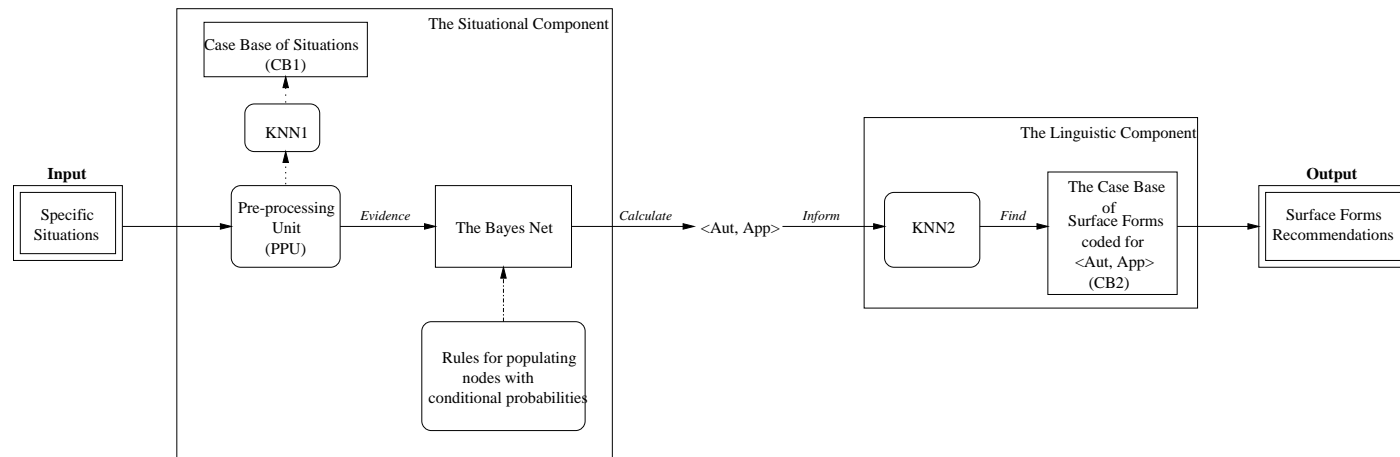 The Situational Component
Case Base of Situations
(CB1)
KNN1
Input
Specific
Situations
Pre-processing
Unit
(PPU)
Evidence
The Bayes Net
Rules for populating
nodes with
conditional probabilities
Calculate
<Aut, App>
Inform
The Linguistic Component
KNN2
Find
The Case Base
of
Surface Forms
coded for
<Aut, App>
(CB2)
Output
Surface Forms
Recommendations